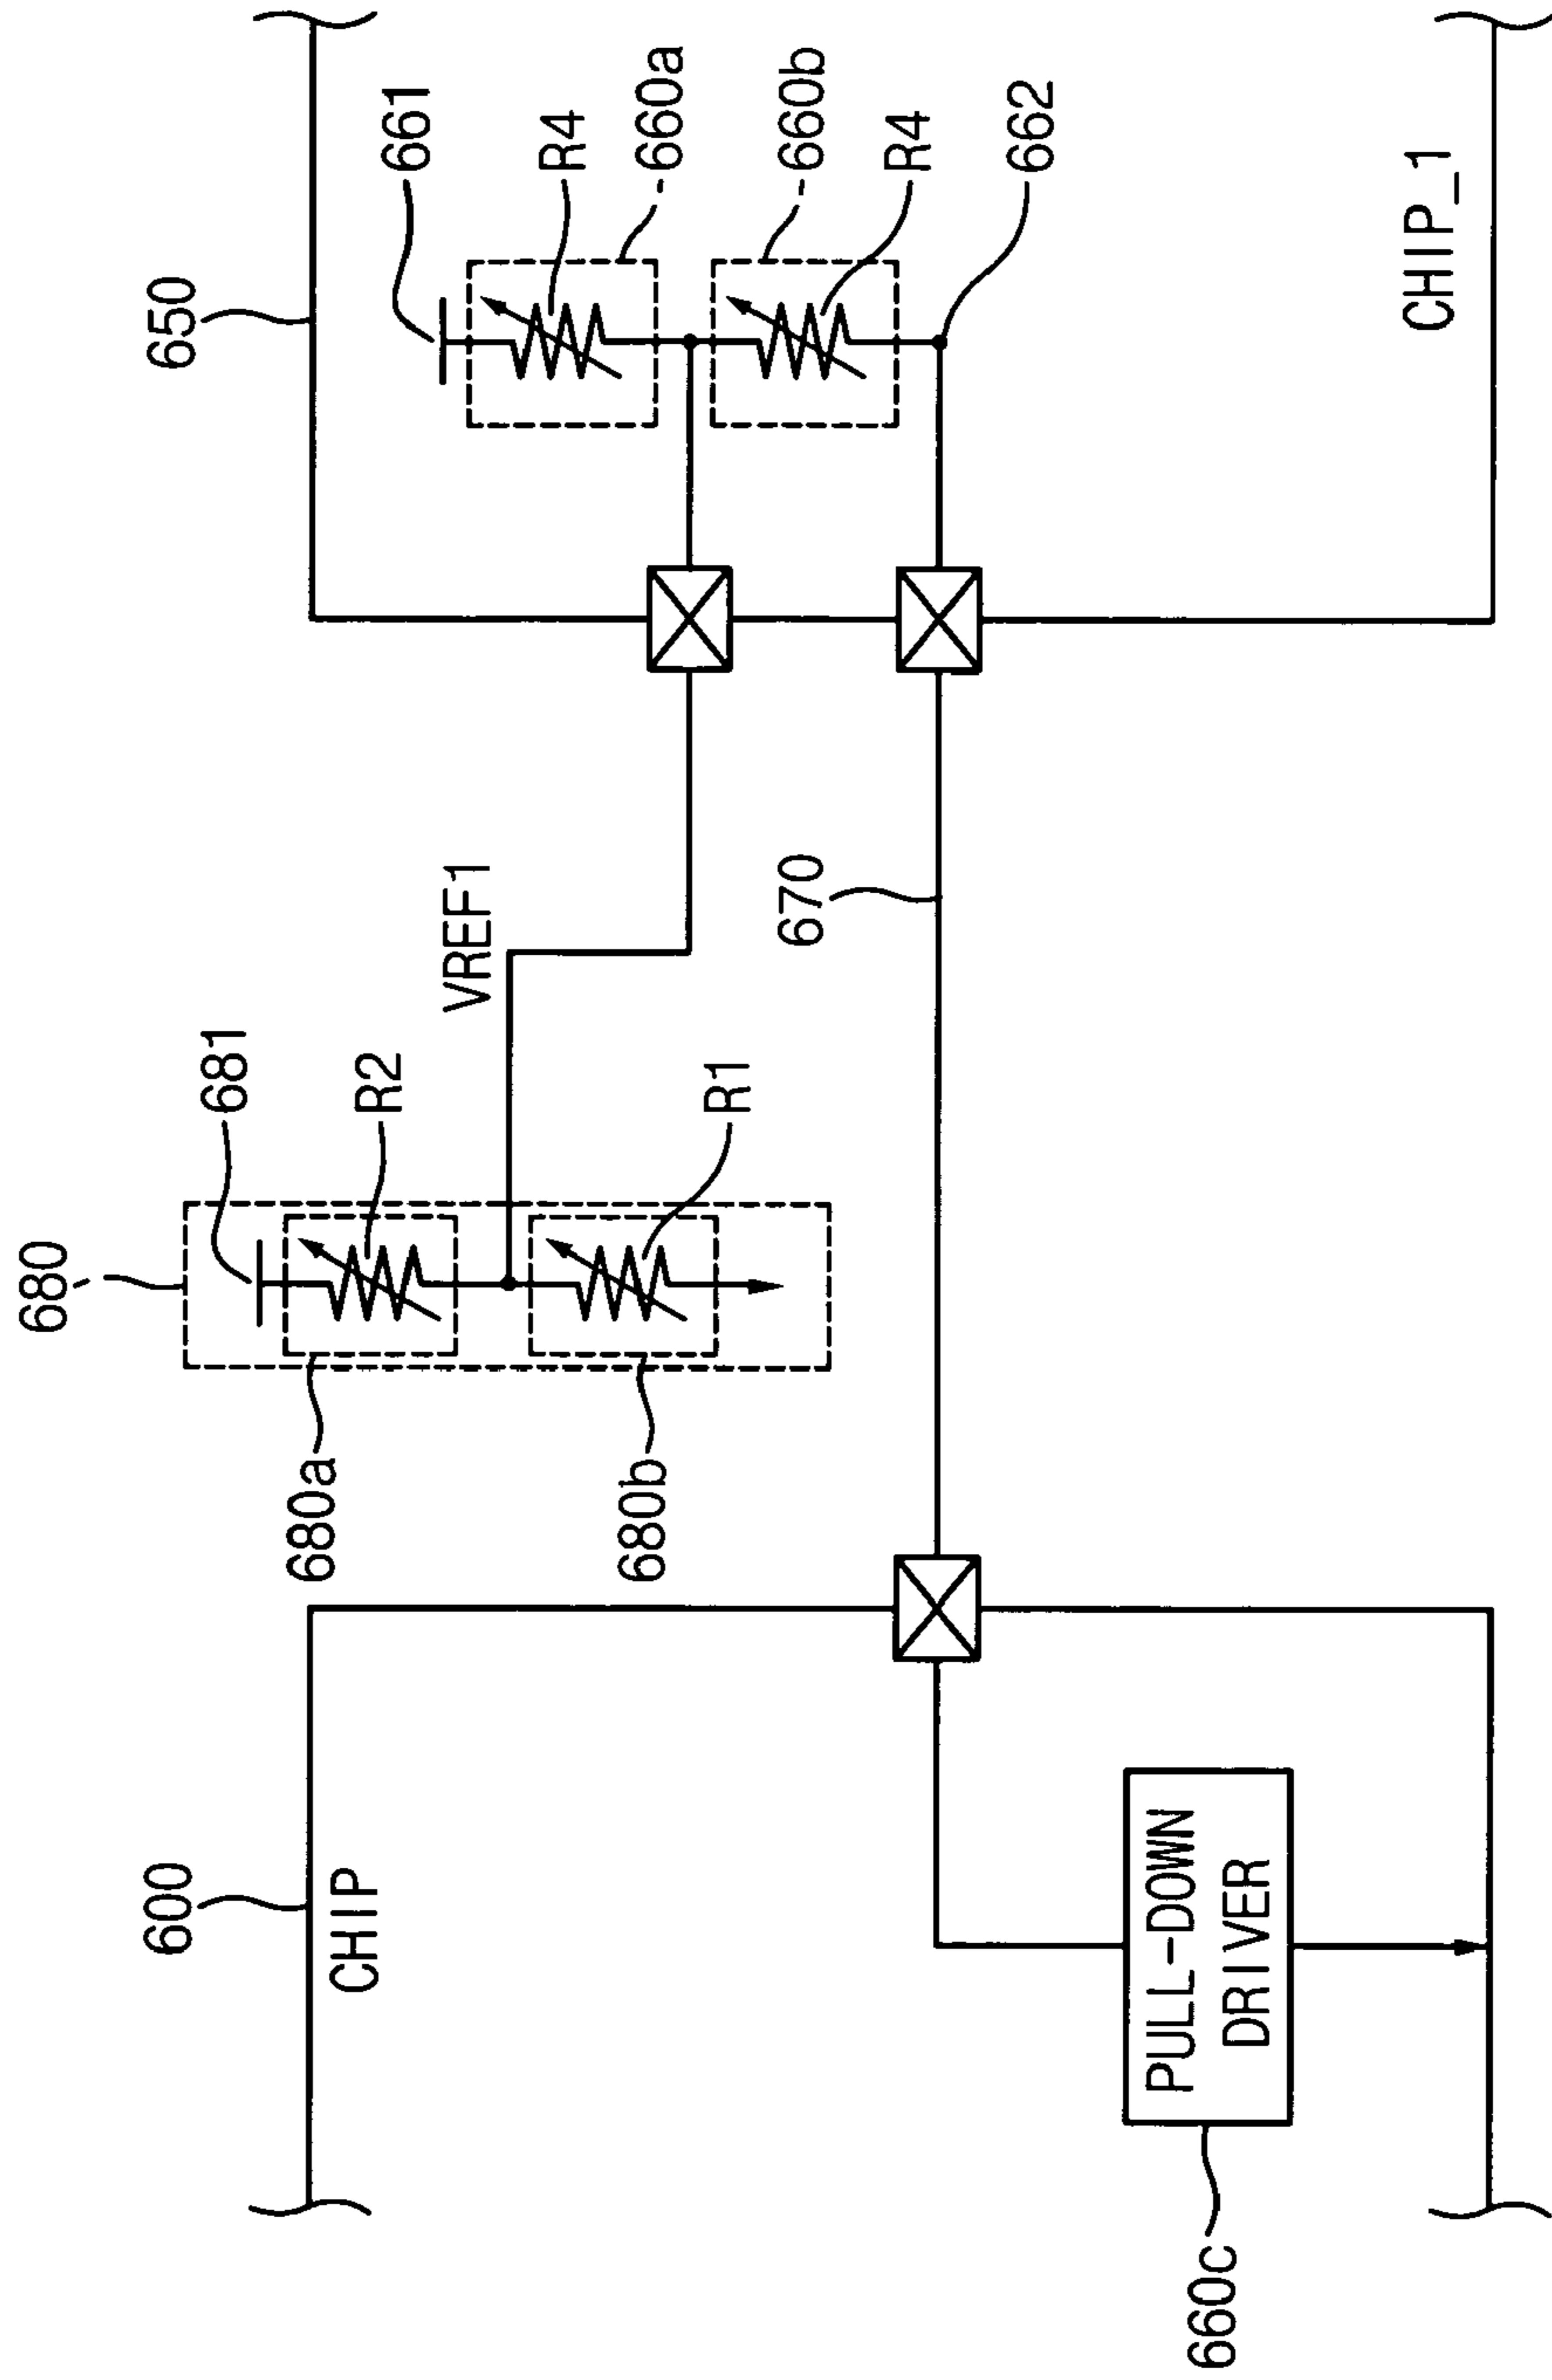 600
CHIP
PULL-DOWN
DRIVER
660c
680
680a
680b
681
R2
R1
VREF1
670
650
661
R4
660a
660b
R4
662
CHIP_1